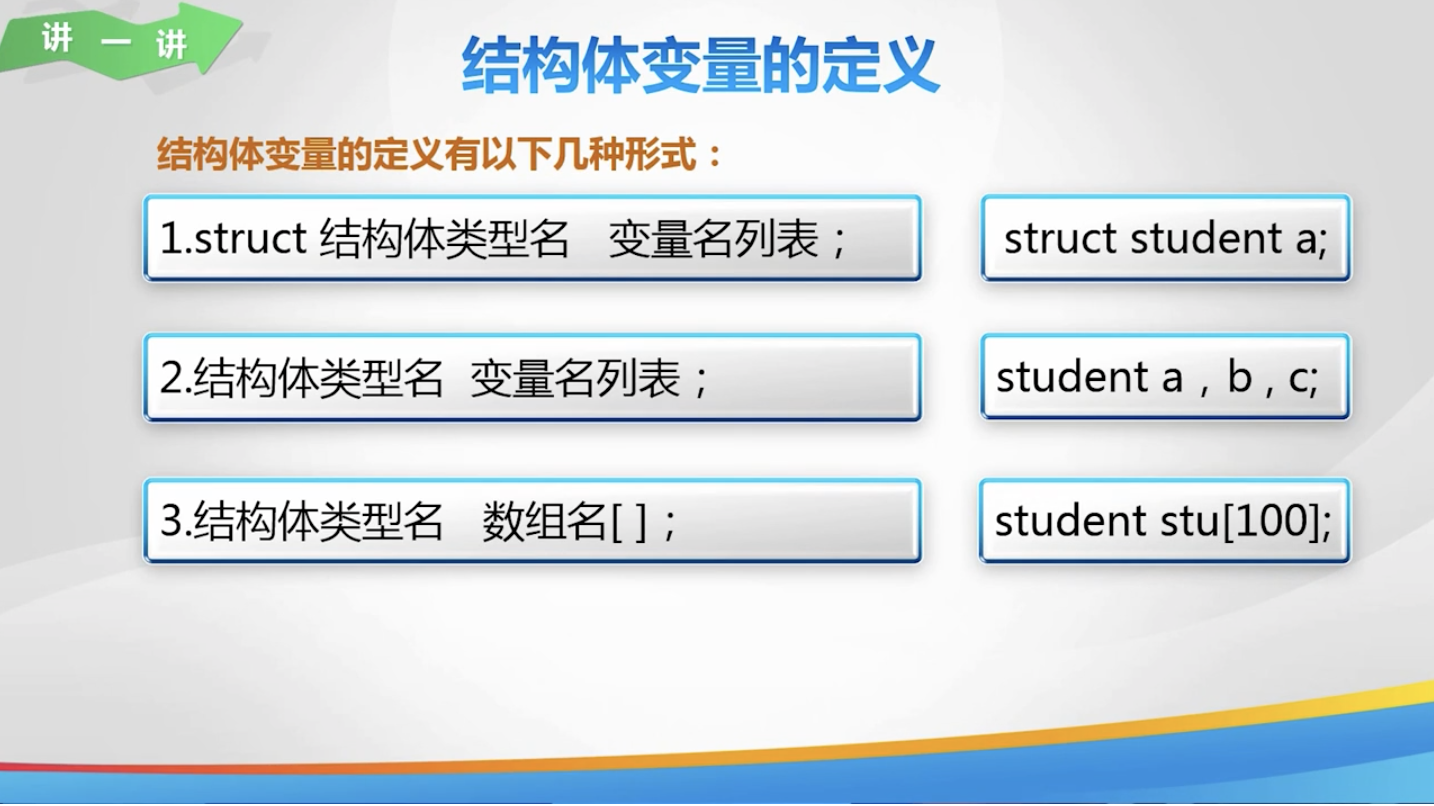 讲一讲
结构体变量的定义
结构体变量的定义有以下几种形式：
1.struct 结构体类型名 变量名列表；
struct student a;
2.结构体类型名 变量名列表；
student a，b , c;
3.结构体类型名 数组名[ ]；
student stu[100];